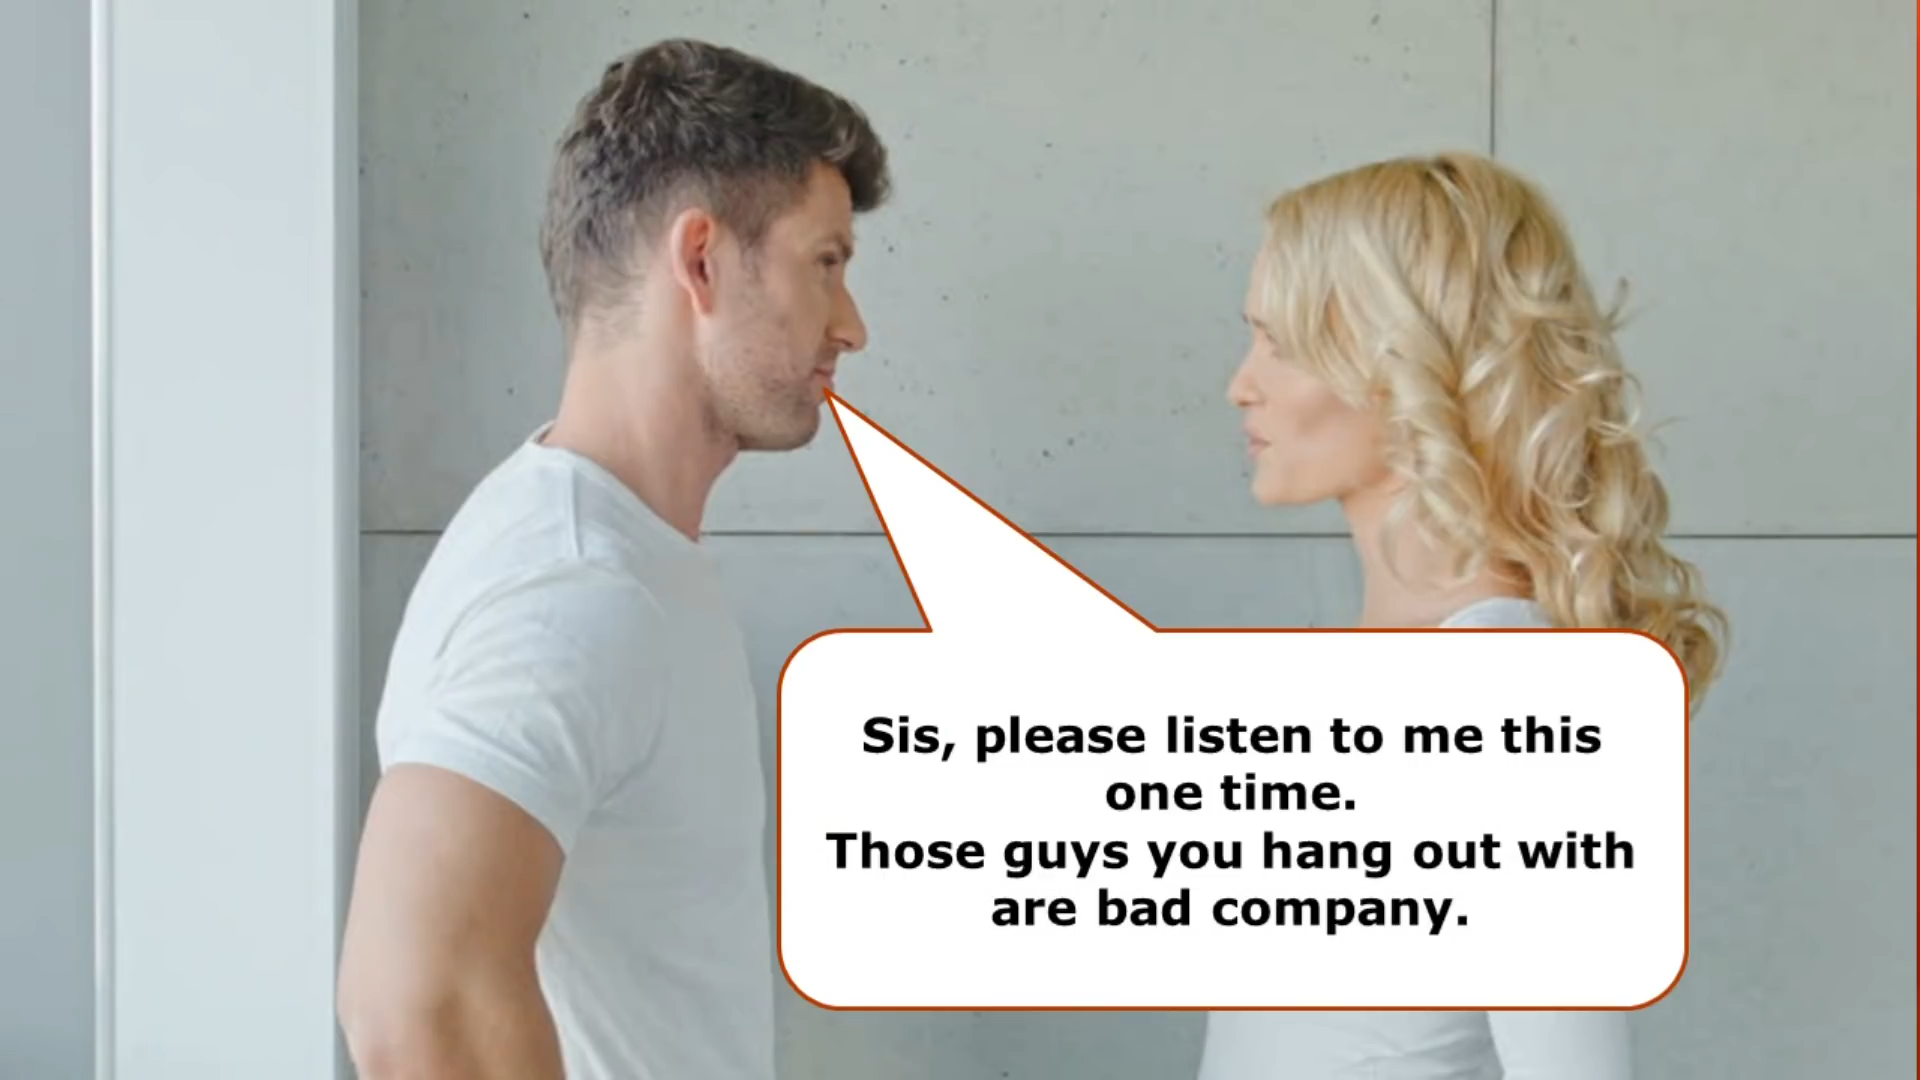 Sis, please listen to me this
one time.
Those guys you hang out with
are bad company.